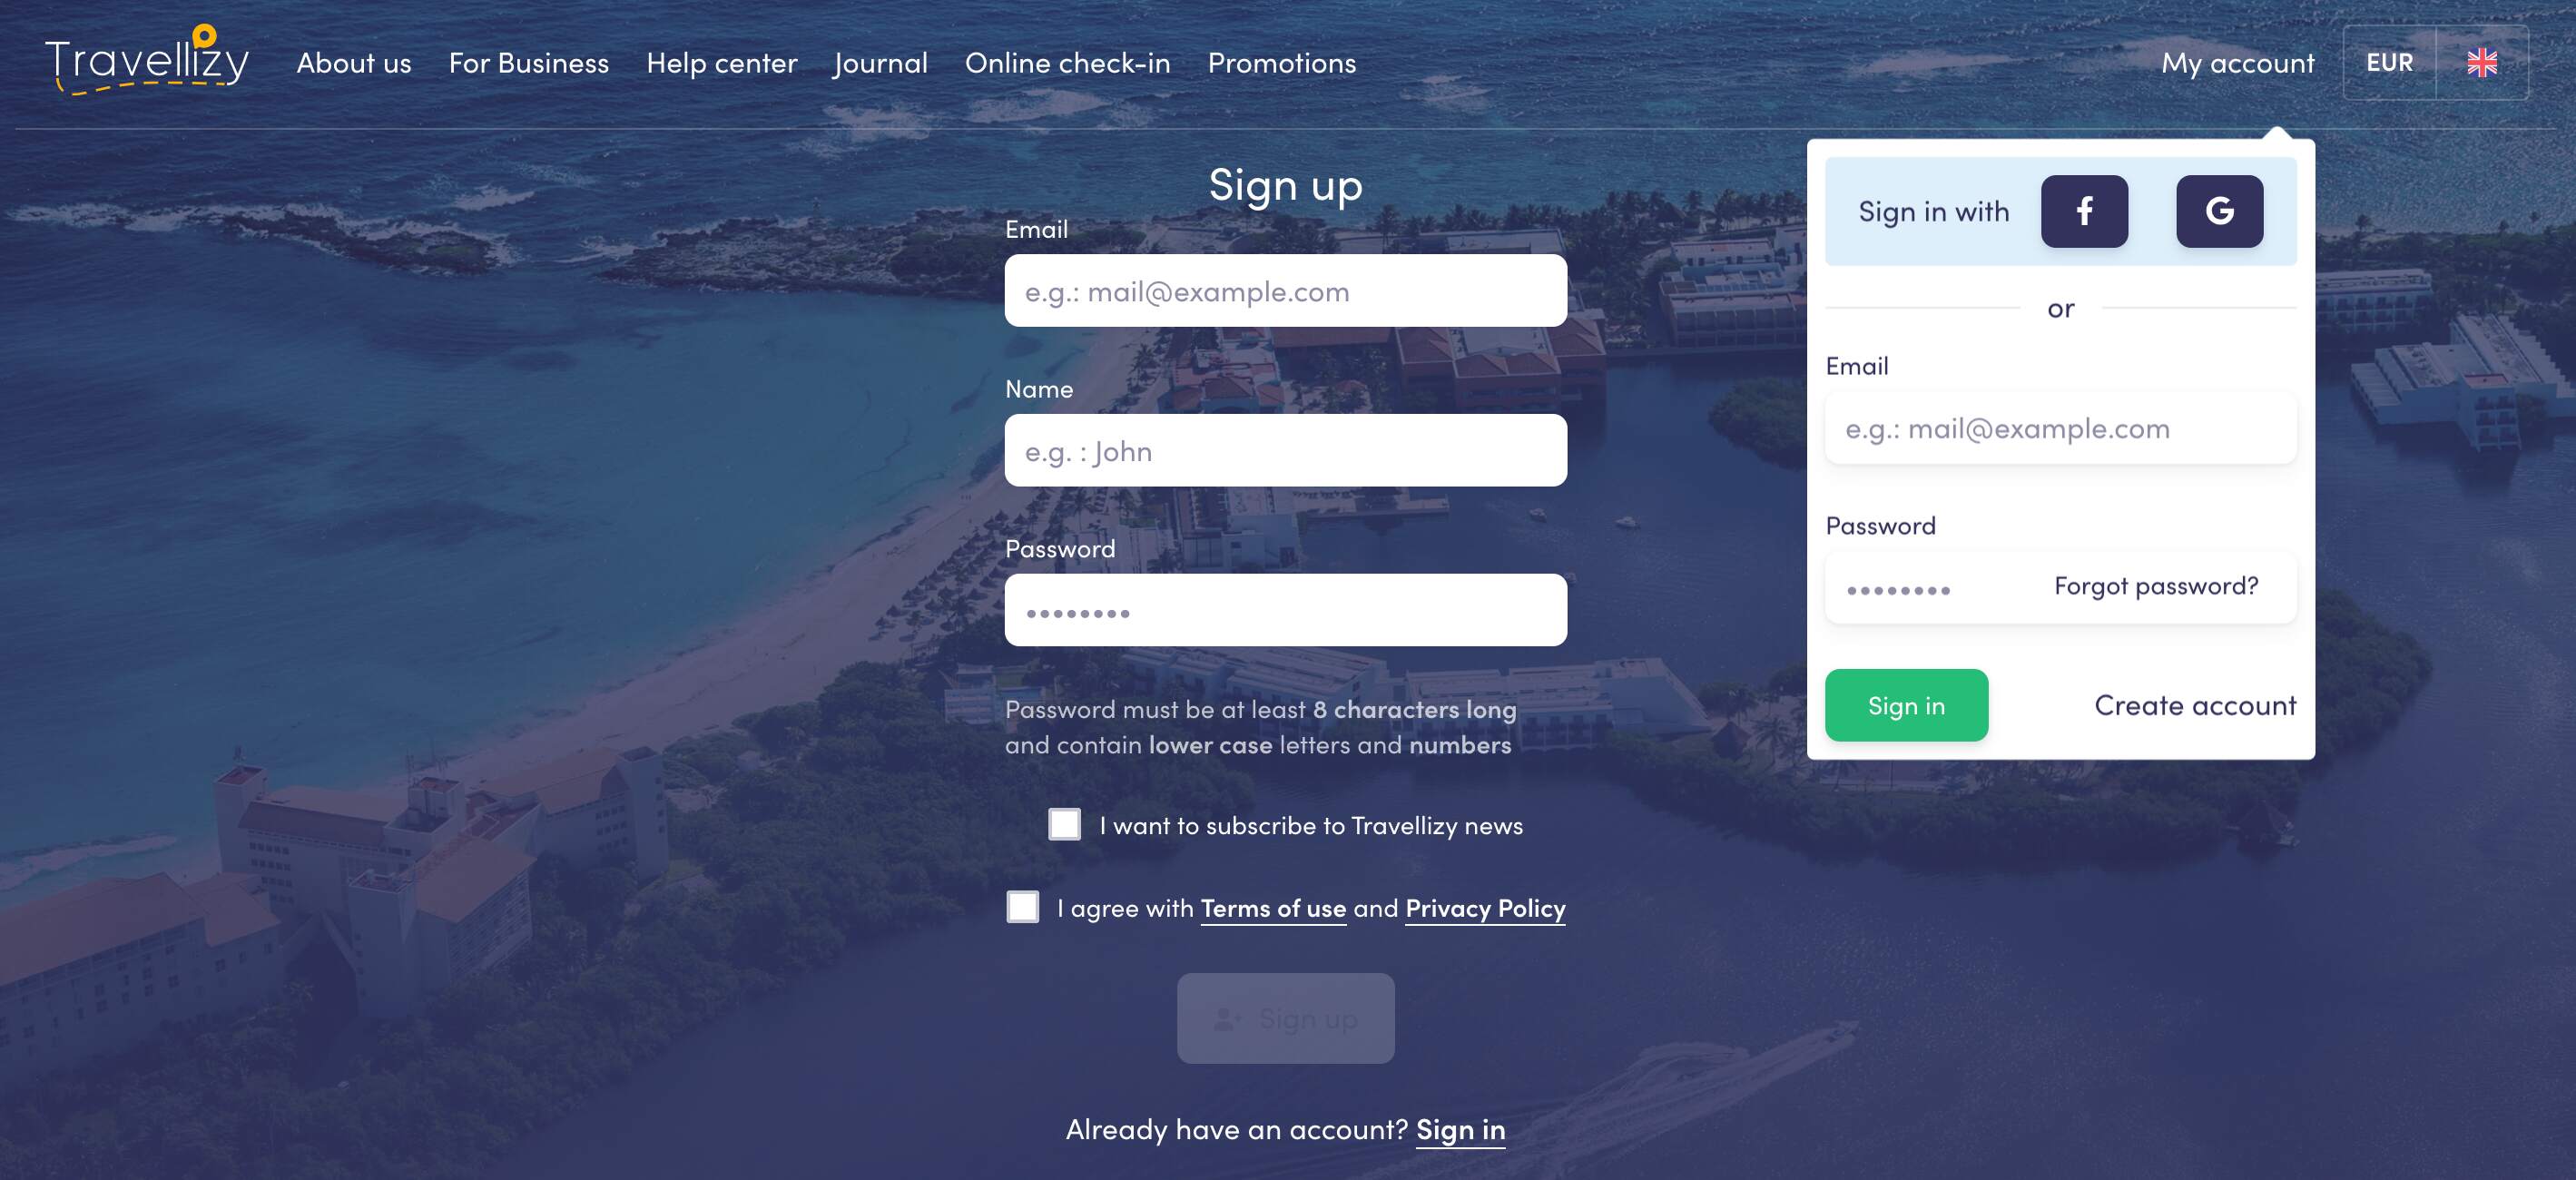 Travellizy
About us
For Business
Help center
Journal
Online check-in
Promotions
My account
EUR
Sign up
Email
e.g.: mail@example.com
Name
e.g. : John
Password
••••••••
Password must be at least 8 characters long
and contain lower case letters and numbers
I want to subscribe to Travellizy news
I agree with Terms of use and Privacy Policy
Sign up
Already have an account? Sign in
Sign in with
f
G
or
Email
e.g.: mail@example.com
Password
•••••••• Forgot password?
Sign in
Create account